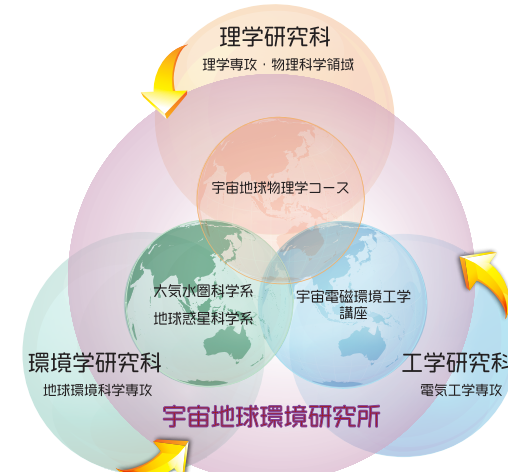 理学研究科
理学専攻・物理科学領域
宇宙地球物理学コース
大気水圏科学系
地球惑星科学系
宇宙電磁環境工学
講座
環境学研究科
地球環境科学専攻
工学研究科
電気工学専攻
宇宙地球環境研究所